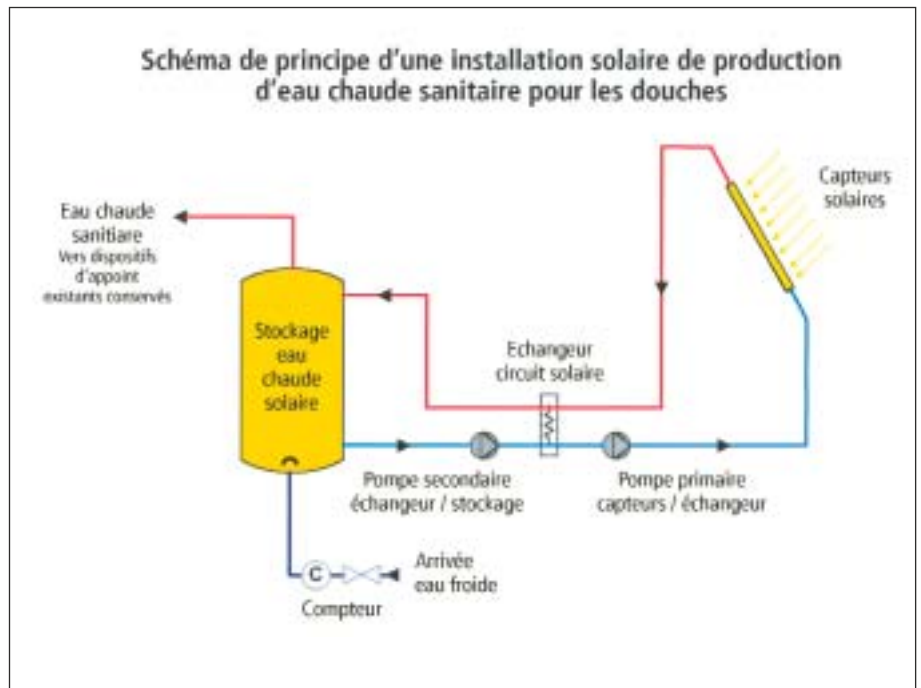 Schéma de principe d'une installation solaire de production
d'eau chaude sanitaire pour les douches
Capteurs
solaires
Eau chaude
sanitiare
Vers dispositifs
d'appoint
existants conservés
Stockage
eau
chaude
solaire
Echangeur
circuit solaire
Pompe secondaire
échangeur / stockage
Pompe primaire
capteurs / échangeur
Arrivée
eau froide
C
Compteur